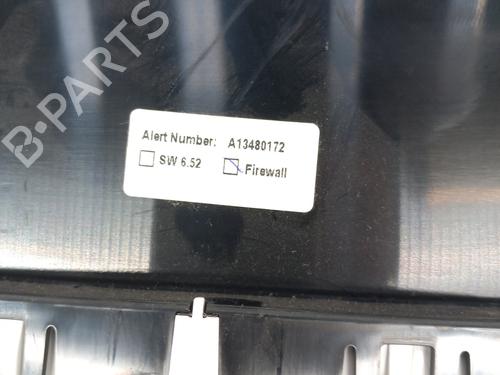 B-PARTS
Alert Number: A13480172
SW 6.52 Firewall